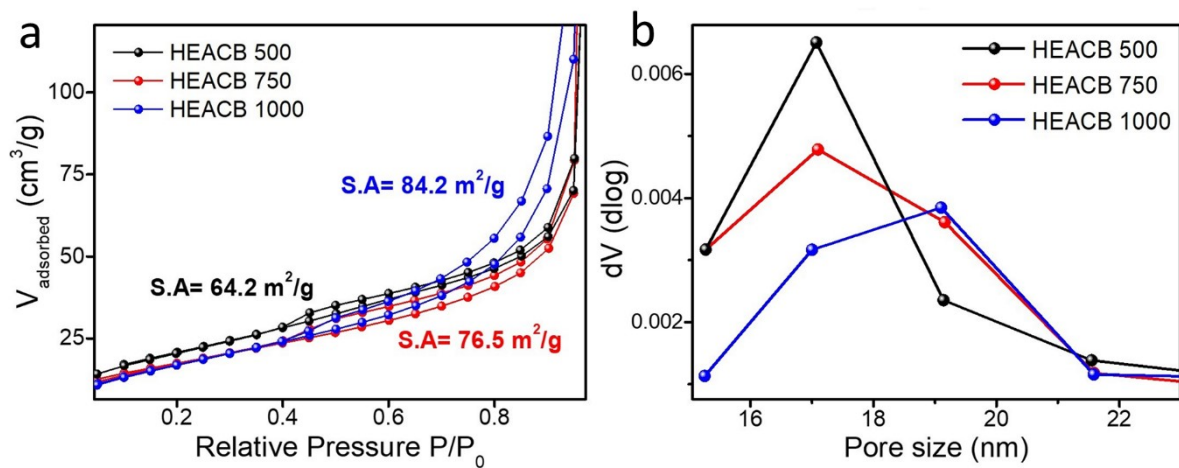 a
HEACB 500
HEACB 750
HEACB 1000
S.A= 84.2 m²/g
S.A= 64.2 m²/g
S.A= 76.5 m²/g
V adsorbed (cm³/g)
100
75
50
25
0.2 0.4 0.6 0.8
Relative Pressure P/P₀
b
HEACB 500
HEACB 750
HEACB 1000
dV (dlog)
0.006
0.004
0.002
16 18 20 22
Pore size (nm)